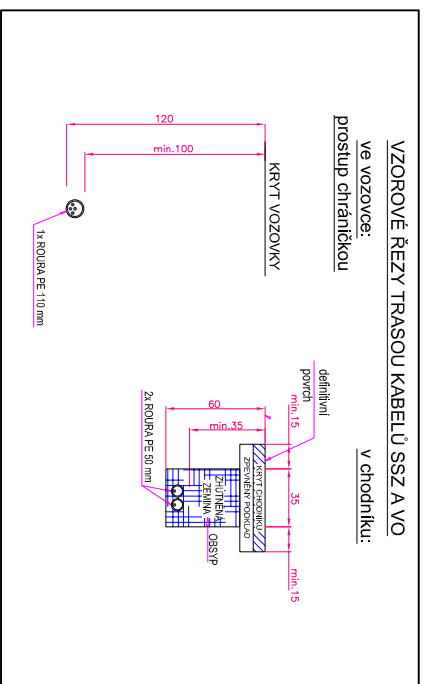 VZOROVÉ ŘEZY TRASOU KABELŮ SSZ A VO
ve vozovce:
prostup chráničkou
KRYT VOZOVKY
120
min.100
1x ROURA PE 110 mm
v chodníku:
definitivní
povrch
min.15
35
min.15
60
min.35
KRYT CHODNÍKU
ZPEVNĚNÝ PODKLAD
ZHUTNĚNÁ
ZEMINA
OBSYP
2x ROURA PE 50 mm